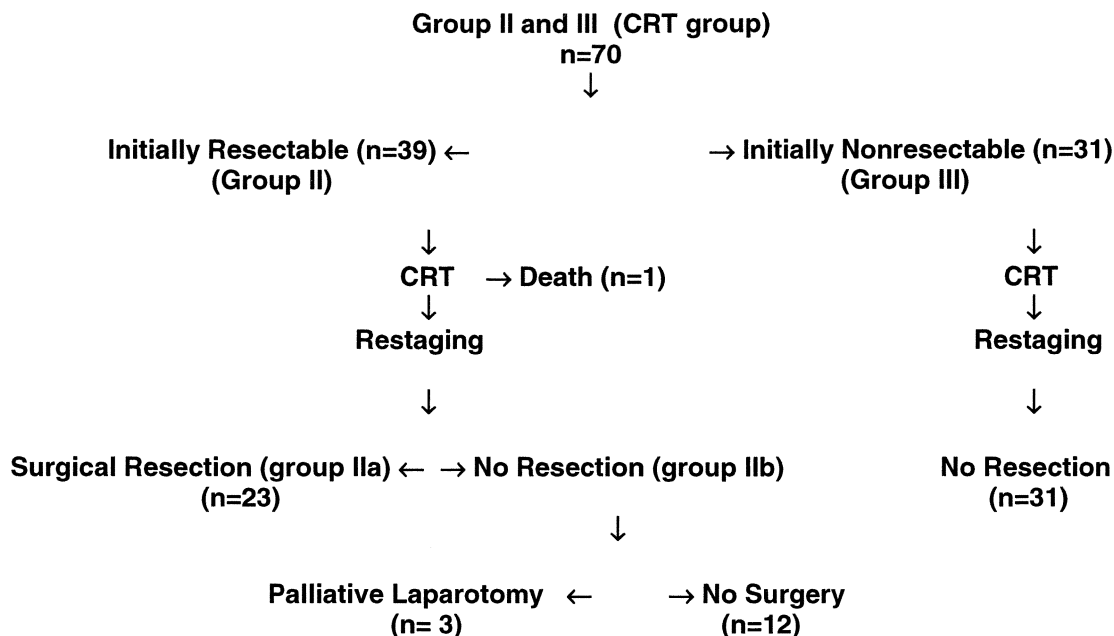 Group II and III (CRT group)
n=70
↓
Initially Resectable (n=39) ← → Initially Nonresectable (n=31)
(Group II) (Group III)
↓ ↓
CRT → Death (n=1) CRT
↓ ↓
Restaging Restaging
↓ ↓
Surgical Resection (group IIa) ← → No Resection (group IIb) No Resection
(n=23) (n=31)
↓
Palliative Laparotomy ← → No Surgery
(n= 3) (n=12)